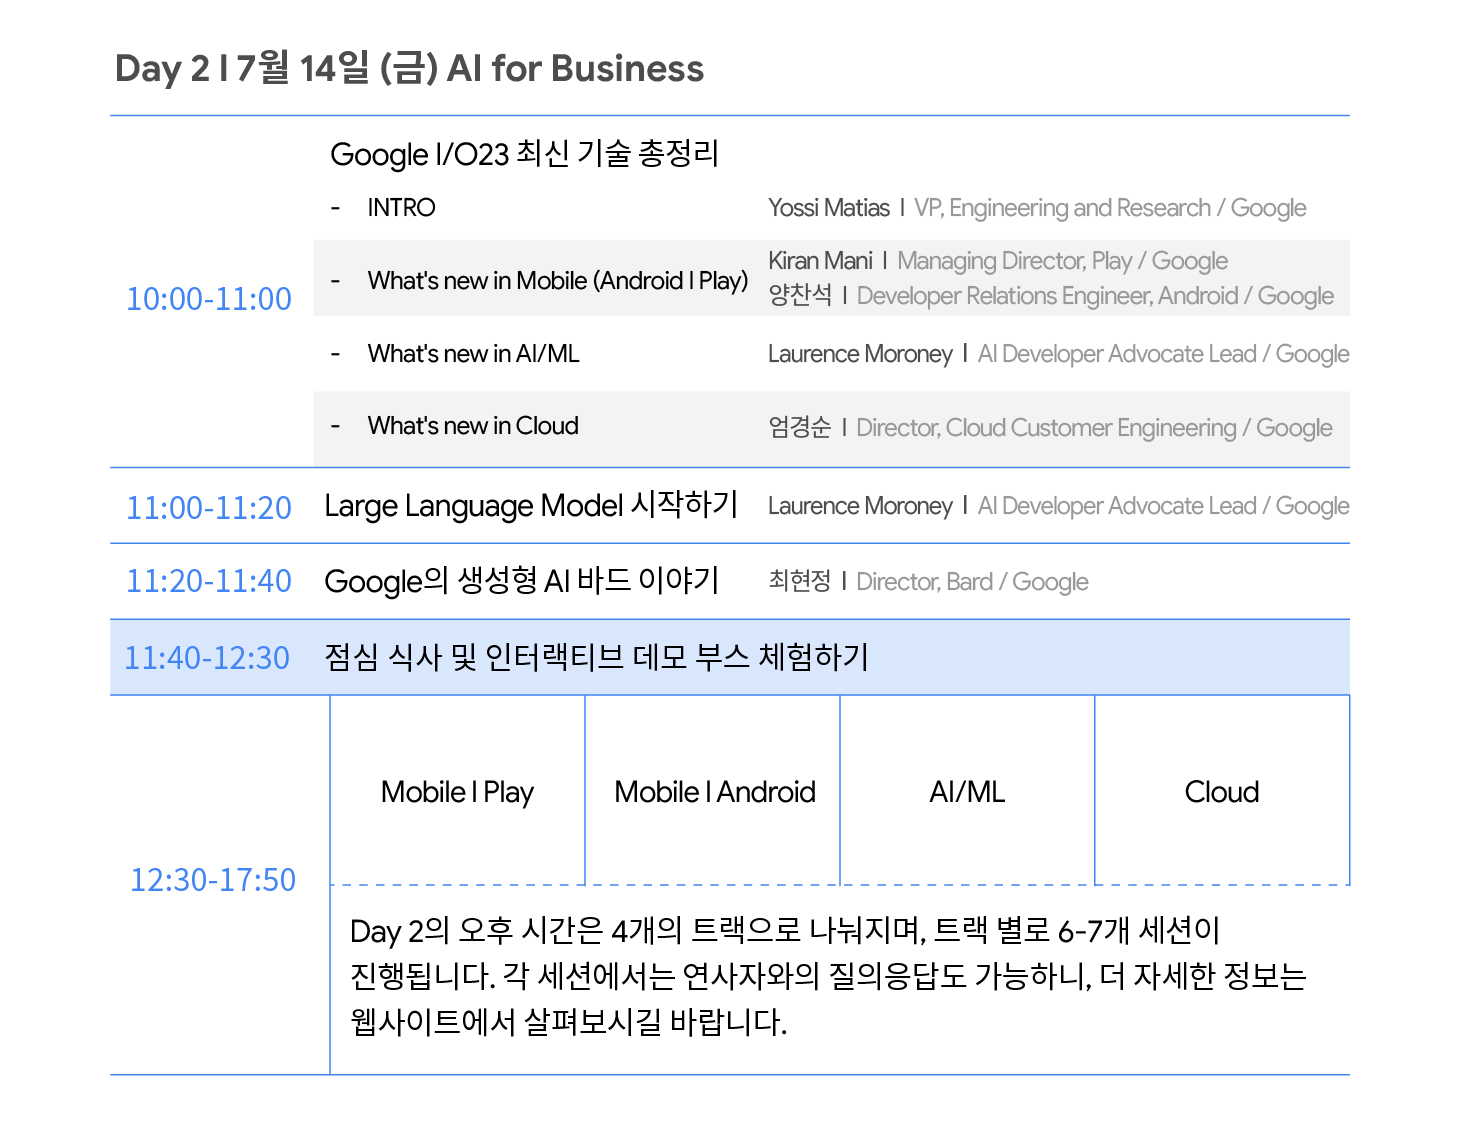 Day 2 I 7월 14일 (금) AI for Business
Google I/O23 최신 기술 총정리
- INTRO Yossi Matias I VP, Engineering and Research / Google
10:00-11:00
- What's new in Mobile (Android I Play) Kiran Mani I Managing Director, Play / Google
양찬석 I Developer Relations Engineer, Android / Google
- What's new in AI/ML Laurence Moroney I AI Developer Advocate Lead / Google
- What's new in Cloud 엄경순 I Director, Cloud Customer Engineering / Google
11:00-11:20 Large Language Model 시작하기 Laurence Moroney I AI Developer Advocate Lead / Google
11:20-11:40 Google의 생성형 AI 바드 이야기 최현정 I Director, Bard / Google
11:40-12:30 점심 식사 및 인터랙티브 데모 부스 체험하기
12:30-17:50
Mobile I Play Mobile I Android AI/ML Cloud
Day 2의 오후 시간은 4개의 트랙으로 나눠지며, 트랙 별로 6-7개 세션이
진행됩니다. 각 세션에서는 연사자와의 질의응답도 가능하니, 더 자세한 정보는
웹사이트에서 살펴보시길 바랍니다.